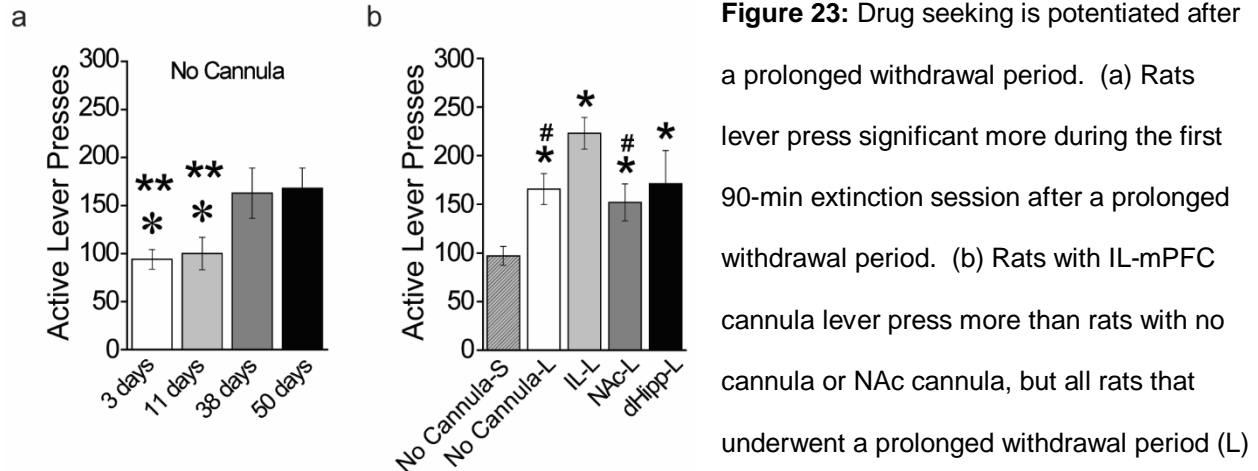 a
No Cannula
Active Lever Presses
300
250
200
150
100
50
0
**
*
**
*
3 days
11 days
38 days
50 days
b
Active Lever Presses
300
250
200
150
100
50
0
#
*
*
#
*
*
No Cannula-S
No Cannula-L
IL-L
NAc-L
dHipp-L
Figure 23: Drug seeking is potentiated after
a prolonged withdrawal period. (a) Rats
lever press significant more during the first
90-min extinction session after a prolonged
withdrawal period. (b) Rats with IL-mPFC
cannula lever press more than rats with no
cannula or NAc cannula, but all rats that
underwent a prolonged withdrawal period (L)